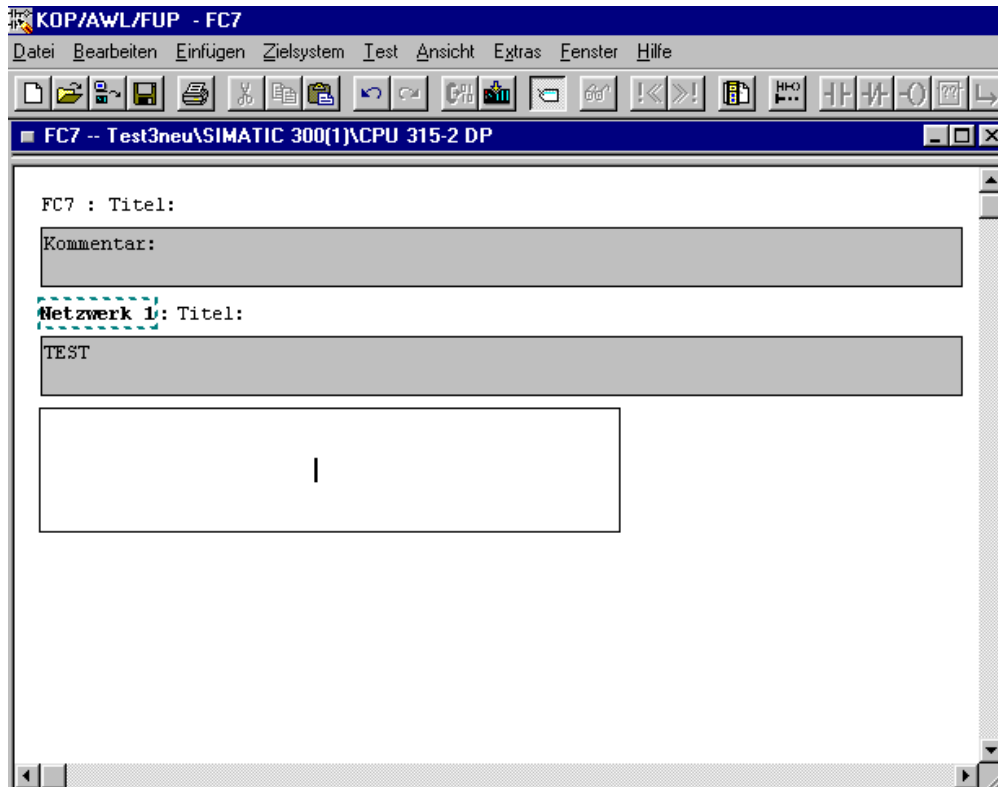 KOP/AWL/FUP - FC7
Datei Bearbeiten Einfügen Zielsystem Test Ansicht Extras Fenster Hilfe
FC7 -- Test3neu\SIMATIC 300(1)\CPU 315-2 DP
FC7 : Titel:
Kommentar:
Netzwerk 1: Titel:
TEST